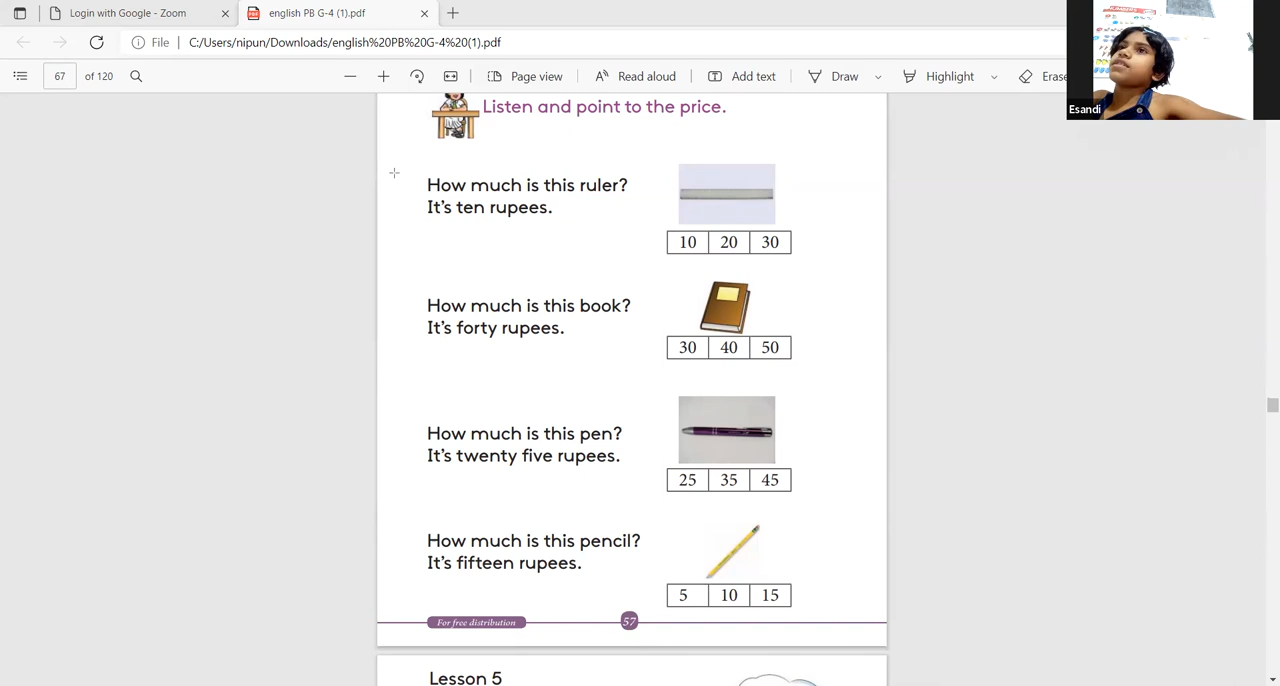 Login with Google - Zoom
english PB G-4 (1).pdf
File
C:/Users/nipun/Downloads/english%20PB%20G-4%20(1).pdf
67 of 120
Page view
Read aloud
Add text
Draw
Highlight
Erase
Esandi
Listen and point to the price.
How much is this ruler?
It's ten rupees.
10 20 30
How much is this book?
It's forty rupees.
30 40 50
How much is this pen?
It's twenty five rupees.
25 35 45
How much is this pencil?
It's fifteen rupees.
5 10 15
For free distribution
57
Lesson 5